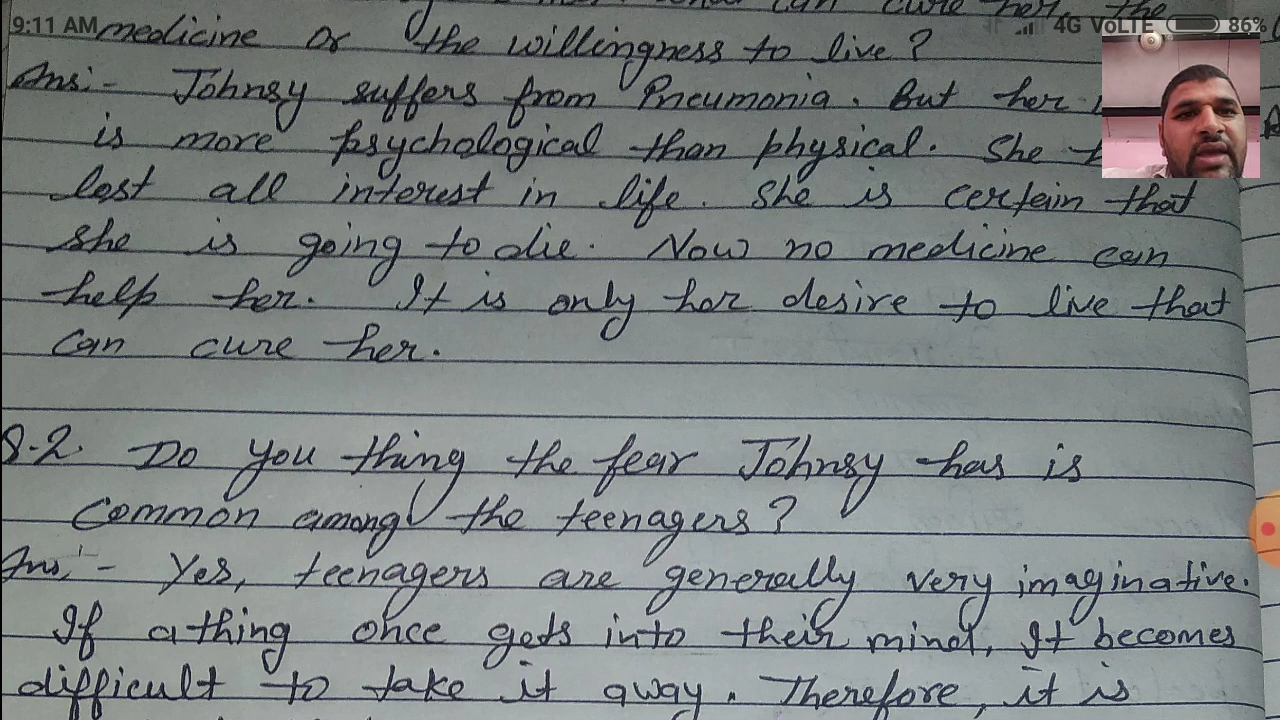 can cure her, the
9:11 AM 4G VoLTE 86%
medicine or the willingness to live?
Ans:- Johnsy suffers from Pneumonia. But her
is more psychological than physical. She
lost all interest in life. She is certain that
she is going to die. Now no medicine can
help her. It is only her desire to live that
can cure her.
Q.2. Do you thing the fear Johnsy has is
common among the teenagers?
Ans:- Yes, teenagers are generally very imaginative.
If a thing once gets into their mind, It becomes
difficult to take it away. Therefore, it is